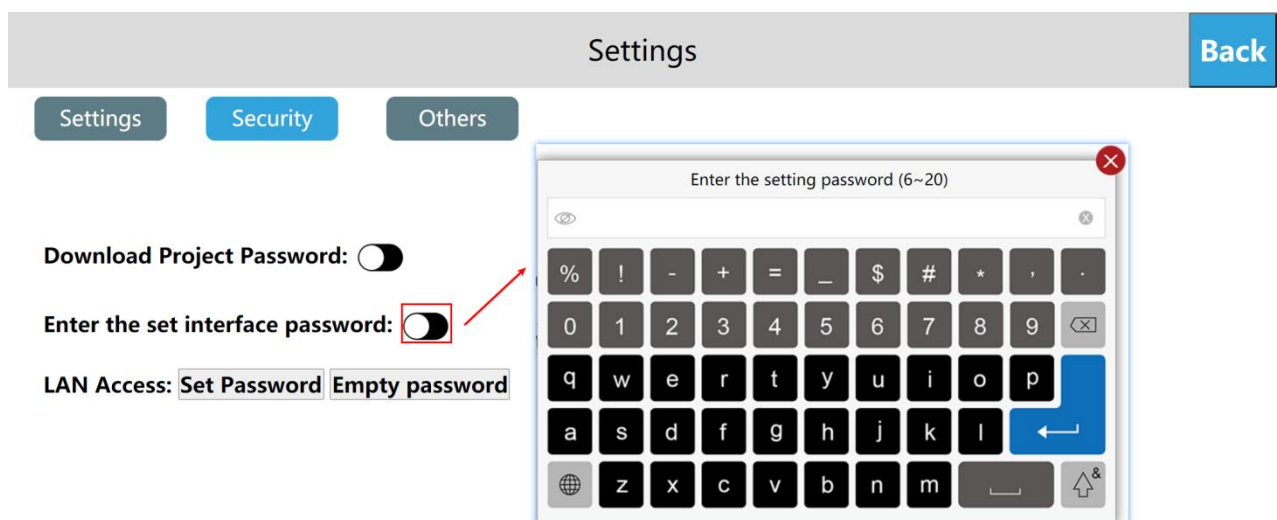 Settings
Back
Settings Security Others
Enter the setting password (6~20)
Download Project Password:
Enter the set interface password:
LAN Access: Set Password Empty password
% ! - + = _ $ # * , .
0 1 2 3 4 5 6 7 8 9
q w e r t y u i o p
a s d f g h j k l
z x c v b n m &